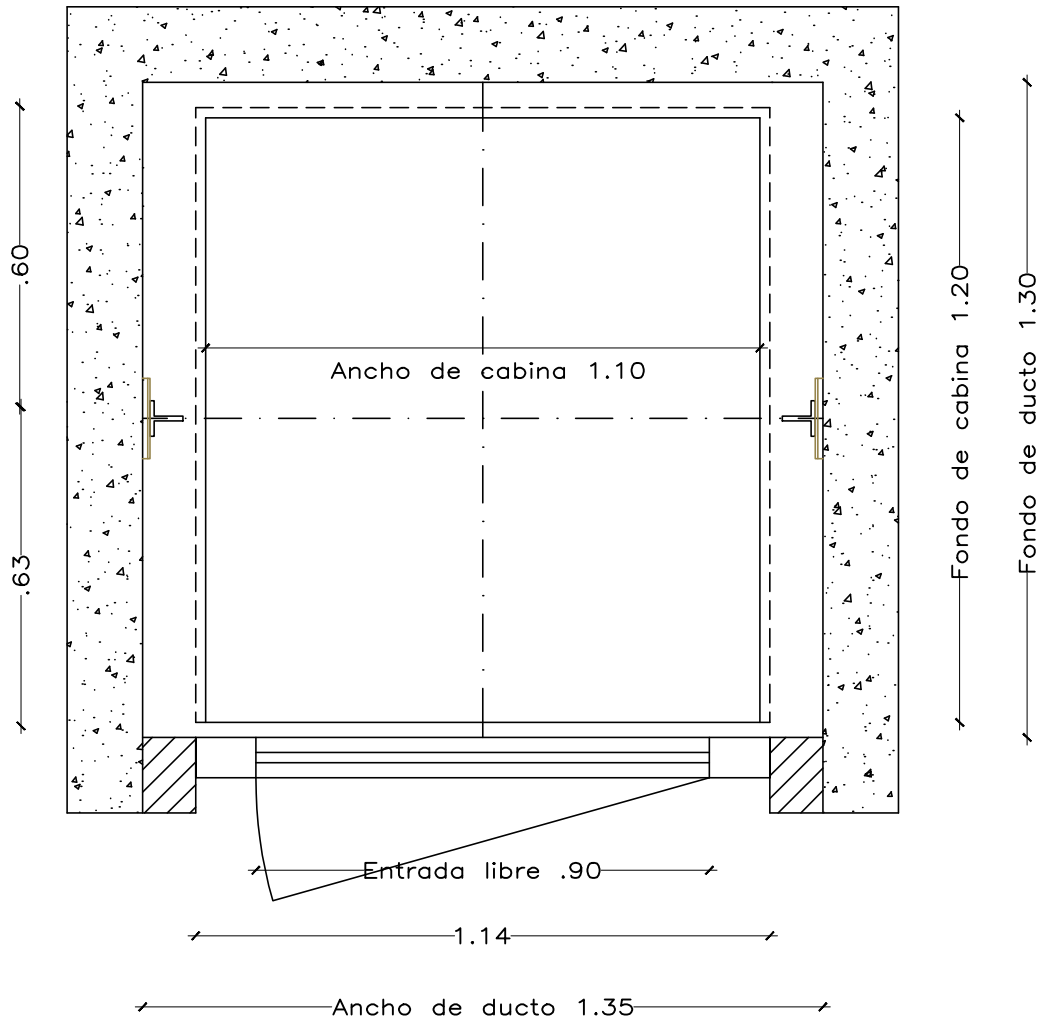 .60
.63
Ancho de cabina 1.10
Fondo de cabina 1.20
Fondo de ducto 1.30
Entrada libre .90
1.14
Ancho de ducto 1.35